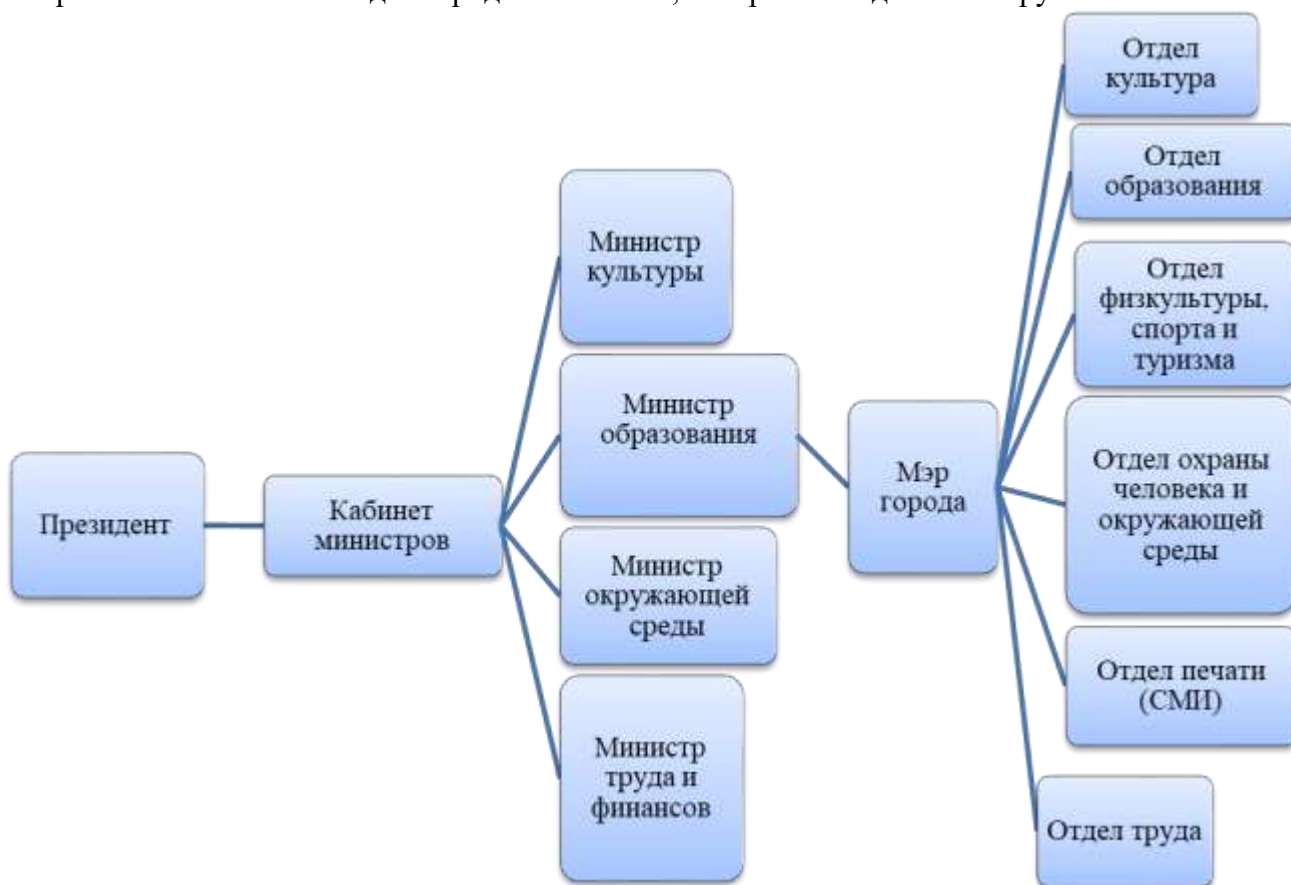 Отдел
культура
Отдел
образования
Министр
культуры
Отдел
физкультуры,
спорта и
туризма
Министр
образования
Президент
Кабинет
министров
Мэр
города
Отдел охраны
человека и
окружающей
среды
Министр
окружающей
среды
Отдел печати
(СМИ)
Министр
труда и
финансов
Отдел труда